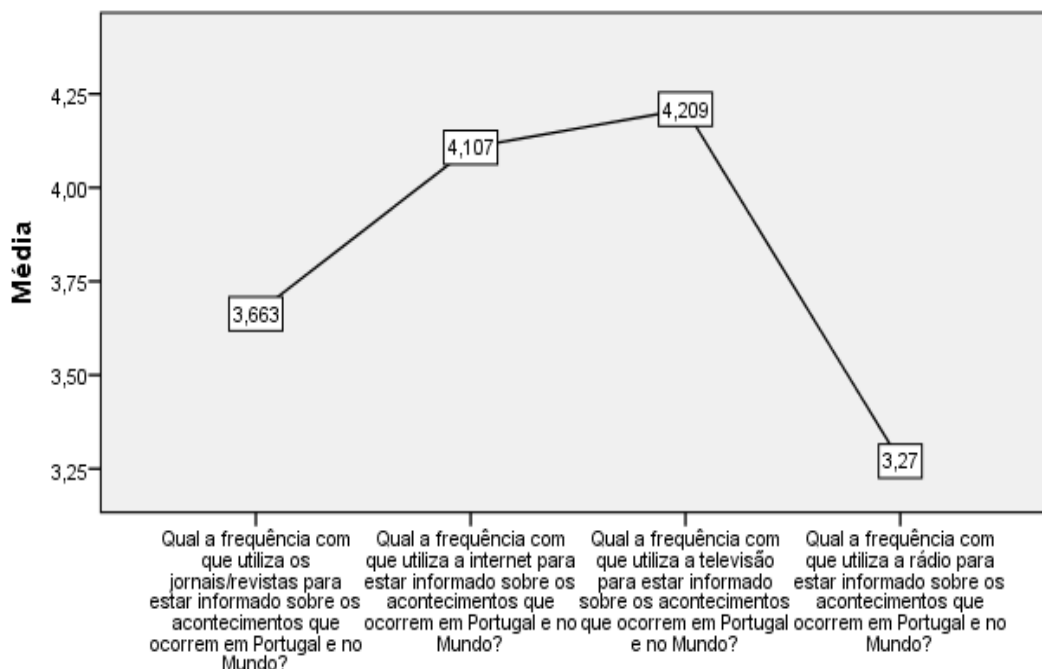 Média
4,25
4,00
3,75
3,50
3,25
3,663
4,107
4,209
3,27
Qual a frequência com
que utiliza os
jornais/revistas para
estar informado sobre os
acontecimentos que
ocorrem em Portugal e no
Mundo?
Qual a frequência com
que utiliza a internet para
estar informado sobre os
acontecimentos que
ocorrem em Portugal e no
Mundo?
Qual a frequência com
que utiliza a televisão
para estar informado
sobre os acontecimentos
que ocorrem em Portugal
e no Mundo?
Qual a frequência com
que utiliza a rádio para
estar informado sobre os
acontecimentos que
ocorrem em Portugal e no
Mundo?